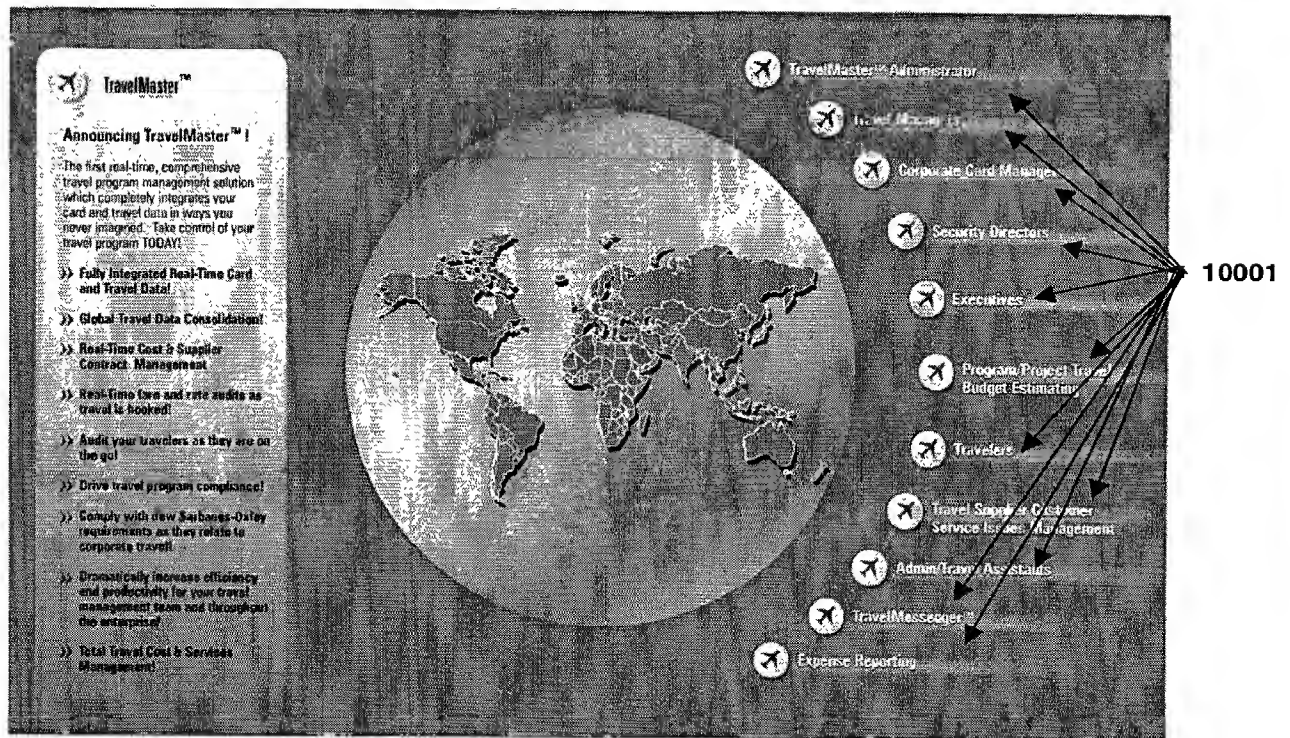 TravelMaster™
Announcing TravelMaster™ !
The first real-time, comprehensive
travel program management solution
which completely integrates your
card and travel data in ways you
never imagined. Take control of your
travel program TODAY!
>> Fully Integrated Real-Time Card
and Travel Data!
>> Global Travel Data Consolidation!
>> Real-Time Cost & Supplier
Contract Management
>> Real-Time fare and rate audits as
travel is booked!
>> Audit your travelers as they are on
the go!
>> Drive travel program compliance!
>> Comply with new Sarbanes-Oxley
requirements as they relate to
corporate travel!
>> Dramatically increase efficiency
and productivity for your travel
management team and throughout
the enterprise!
>> Total Travel Cost & Services
Management!
TravelMaster™ Administrator
Travel Manager
Corporate Card Manager
Security Directors
Executives
10001
Program/Project Travel
Budget Estimating
Travelers
Travel Supplier Customer
Service Issues Management
Admin/Travel Assistants
TravelMessenger™
Expense Reporting